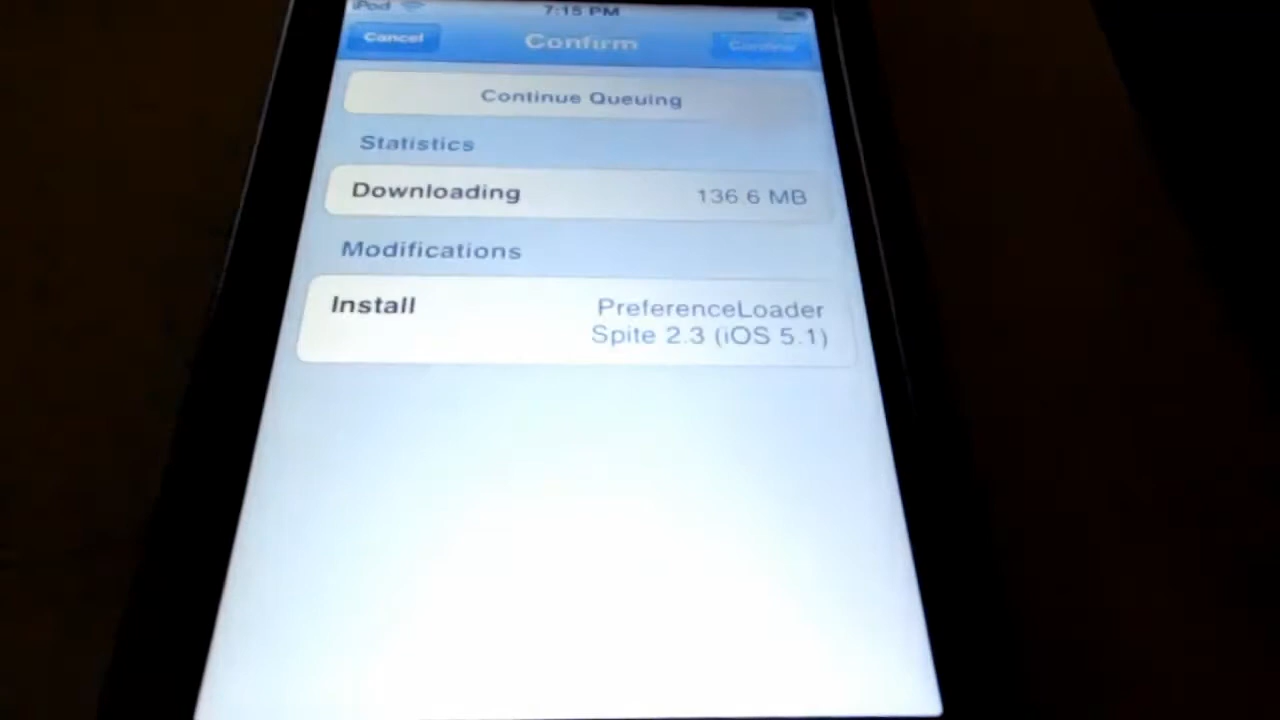 iPod 7:15 PM
Cancel Confirm Confirm
Continue Queuing
Statistics
Downloading 136.6 MB
Modifications
Install PreferenceLoader
Spite 2.3 (iOS 5.1)